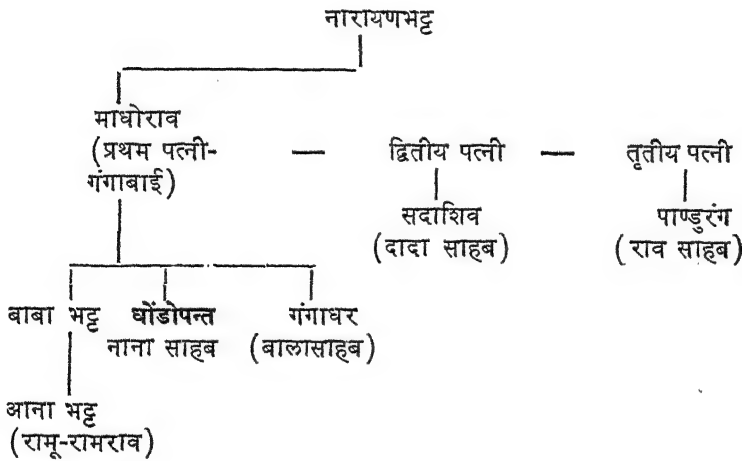 नारायणभट्ट
माधोराव
(प्रथम पत्नी- — द्वितीय पत्नी — तृतीय पत्नी
गंगाबाई)
सदाशिव पाण्डुरंग
(दादा साहब) (राव साहब)
बाबा भट्ट धोंडोपन्त गंगाधर
नाना साहब (बालासाहब)
आना भट्ट
(रामू-रामराव)